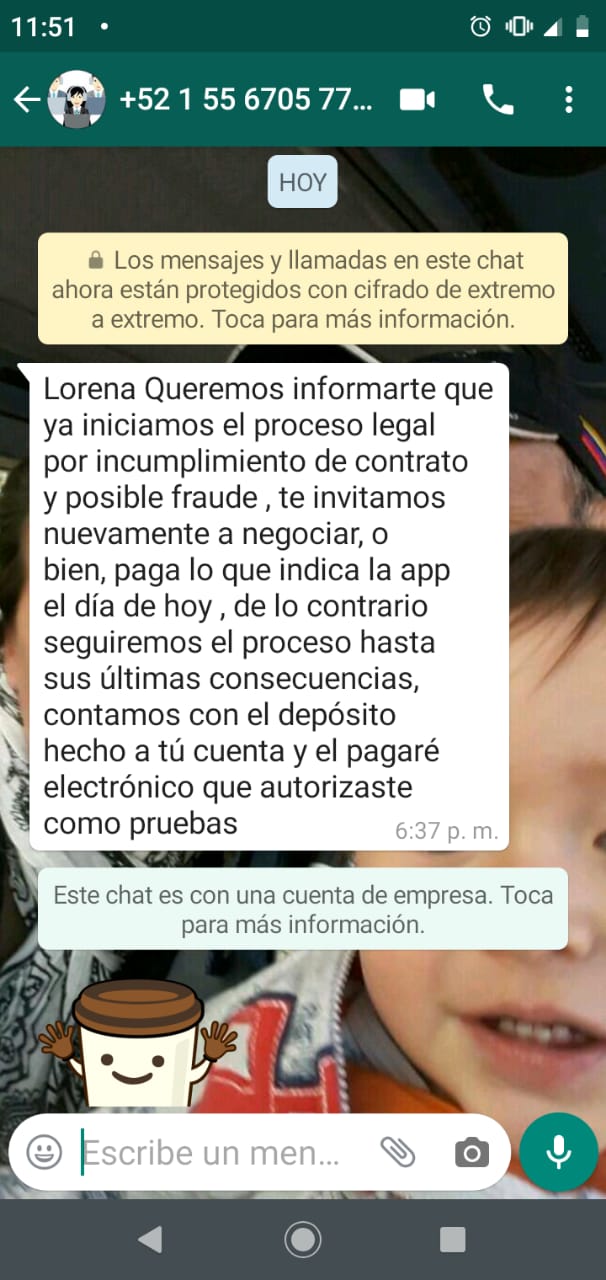 11:51
+52 1 55 6705 77...
HOY
Los mensajes y llamadas en este chat
ahora están protegidos con cifrado de extremo
a extremo. Toca para más información.
Lorena Queremos informarte que
ya iniciamos el proceso legal
por incumplimiento de contrato
y posible fraude , te invitamos
nuevamente a negociar, o
bien, paga lo que indica la app
el día de hoy , de lo contrario
seguiremos el proceso hasta
sus últimas consecuencias,
contamos con el depósito
hecho a tú cuenta y el pagaré
electrónico que autorizaste
como pruebas
6:37 p. m.
Este chat es con una cuenta de empresa. Toca
para más información.
Escribe un men...